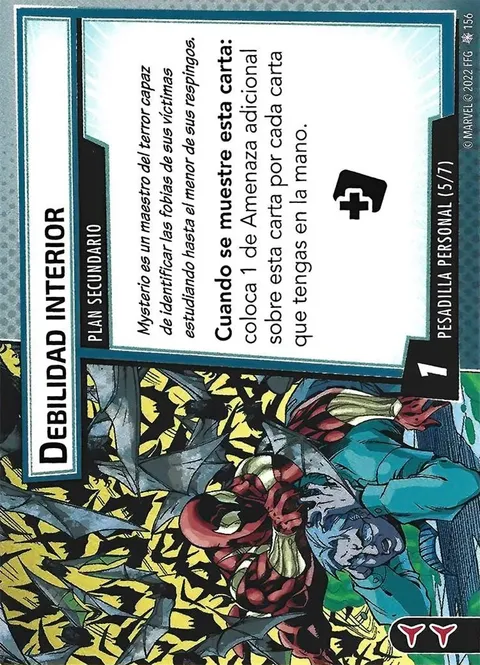 DEBILIDAD INTERIOR
PLAN SECUNDARIO
Mysterio es un maestro del terror capaz
de identificar las fobias de sus víctimas
estudiando hasta el menor de sus respingos.
Cuando se muestre esta carta:
coloca 1 de Amenaza adicional
sobre esta carta por cada carta
que tengas en la mano.
1
PESADILLA PERSONAL (5/7)
© MARVEL © 2022 FFG 156